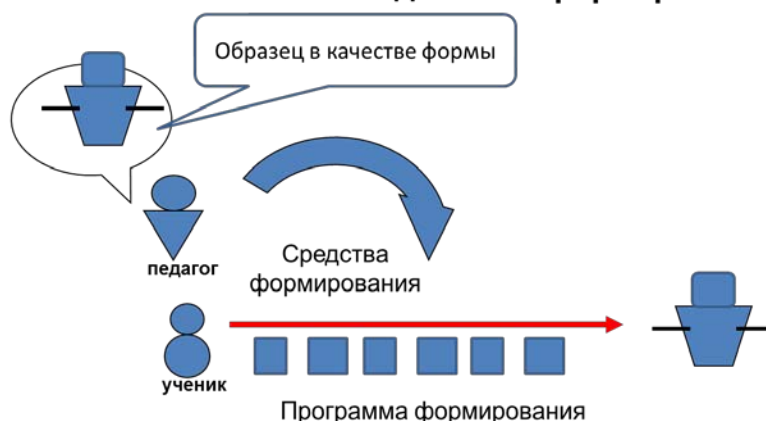 Образец в качестве формы
педагог
Средства
формирования
ученик
Программа формирования